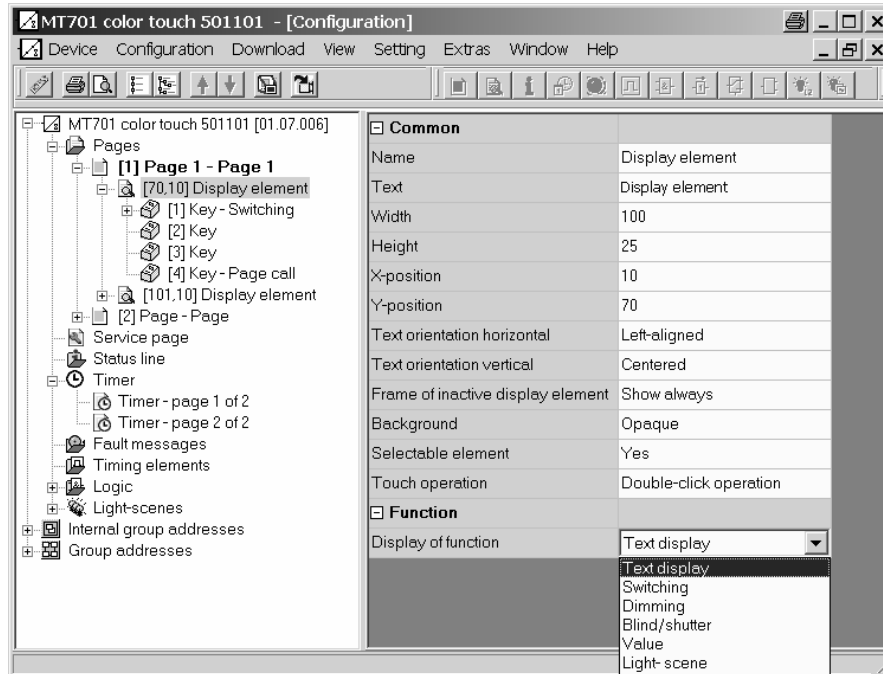 MT701 color touch 501101 - [Configuration]
Device Configuration Download View Setting Extras Window Help
MT701 color touch 501101 [01.07.006]
Pages
[1] Page 1 - Page 1
[70,10] Display element
[1] Key - Switching
[2] Key
[3] Key
[4] Key - Page call
[101,10] Display element
[2] Page - Page
Service page
Status line
Timer
Timer - page 1 of 2
Timer - page 2 of 2
Fault messages
Timing elements
Logic
Light-scenes
Internal group addresses
Group addresses
Common
Name Display element
Text Display element
Width 100
Height 25
X-position 10
Y-position 70
Text orientation horizontal Left-aligned
Text orientation vertical Centered
Frame of inactive display element Show always
Background Opaque
Selectable element Yes
Touch operation Double-click operation
Function
Display of function Text display
Text display
Switching
Dimming
Blind/shutter
Value
Light- scene